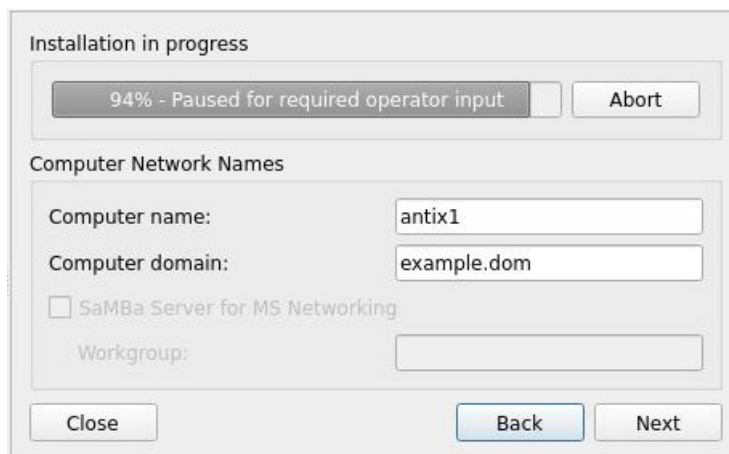 Installation in progress
94% - Paused for required operator input Abort
Computer Network Names
Computer name: antix1
Computer domain: example.dom
SaMBa Server for MS Networking
Workgroup:
Close Back Next